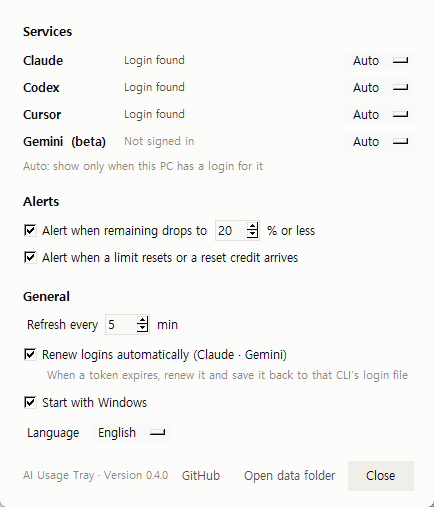 Services
Claude Login found Auto
Codex Login found Auto
Cursor Login found Auto
Gemini (beta) Not signed in Auto
Auto: show only when this PC has a login for it
Alerts
Alert when remaining drops to 20 % or less
Alert when a limit resets or a reset credit arrives
General
Refresh every 5 min
Renew logins automatically (Claude · Gemini)
When a token expires, renew it and save it back to that CLI's login file
Start with Windows
Language English
AI Usage Tray · Version 0.4.0 GitHub Open data folder Close